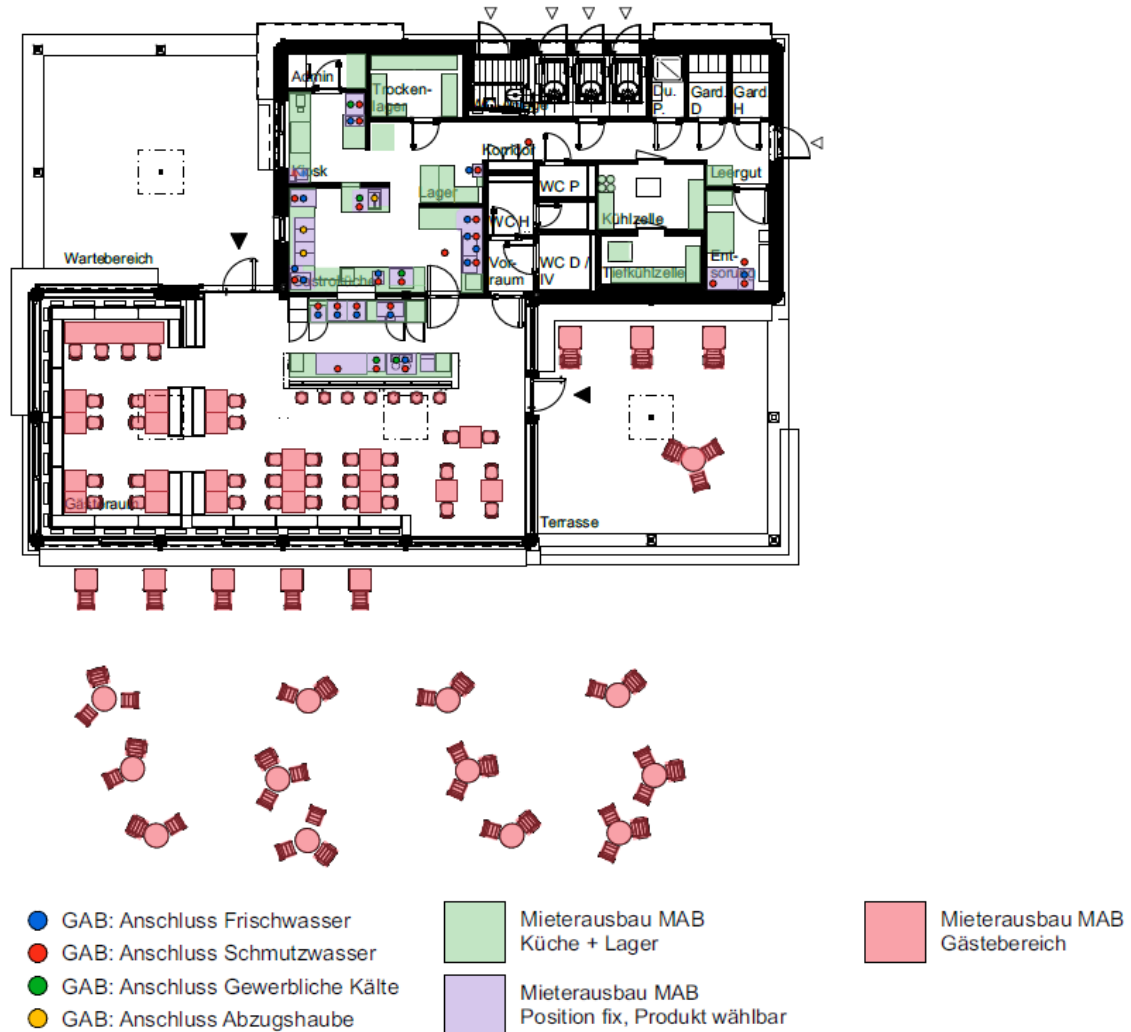 Admin
Trocken-
lager
Du.
P.
Gard.
D
Gard
H
Korridor
Kiosk
Lager
WC P
Leergut
WC H
Kühlzelle
Wartebereich
Vor-
raum
WC D /
IV
Tiefkühlzelle
Ent-
sorung
Gästeraum
Terrasse
GAB: Anschluss Frischwasser
GAB: Anschluss Schmutzwasser
GAB: Anschluss Gewerbliche Kälte
GAB: Anschluss Abzugshaube
Mieterausbau MAB
Küche + Lager
Mieterausbau MAB
Position fix, Produkt wählbar
Mieterausbau MAB
Gästebereich